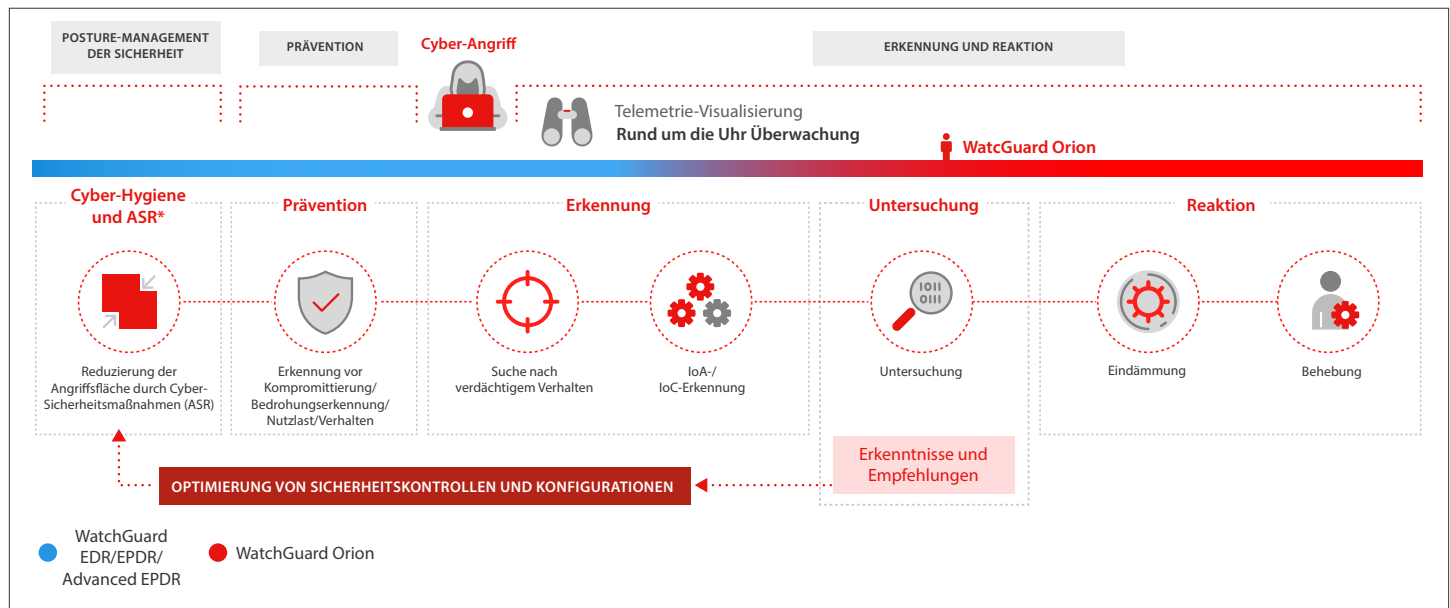 POSTURE-MANAGEMENT
DER SICHERHEIT
PRÄVENTION
Cyber-Angriff
ERKENNUNG UND REAKTION
Telemetrie-Visualisierung
Rund um die Uhr Überwachung
WatcGuard Orion
Cyber-Hygiene
und ASR*
Prävention
Erkennung
Untersuchung
Reaktion
1011
0111
Reduzierung der
Angriffsfläche durch Cyber-
Sicherheitsmaßnahmen (ASR)
Erkennung vor
Kompromittierung/
Bedrohungserkennung/
Nutzlast/Verhalten
Suche nach
verdächtigem Verhalten
IoA-/
IoC-Erkennung
Untersuchung
Eindämmung
Behebung
Erkenntnisse und
Empfehlungen
OPTIMIERUNG VON SICHERHEITSKONTROLLEN UND KONFIGURATIONEN
WatchGuard
EDR/EPDR/
Advanced EPDR
WatchGuard Orion